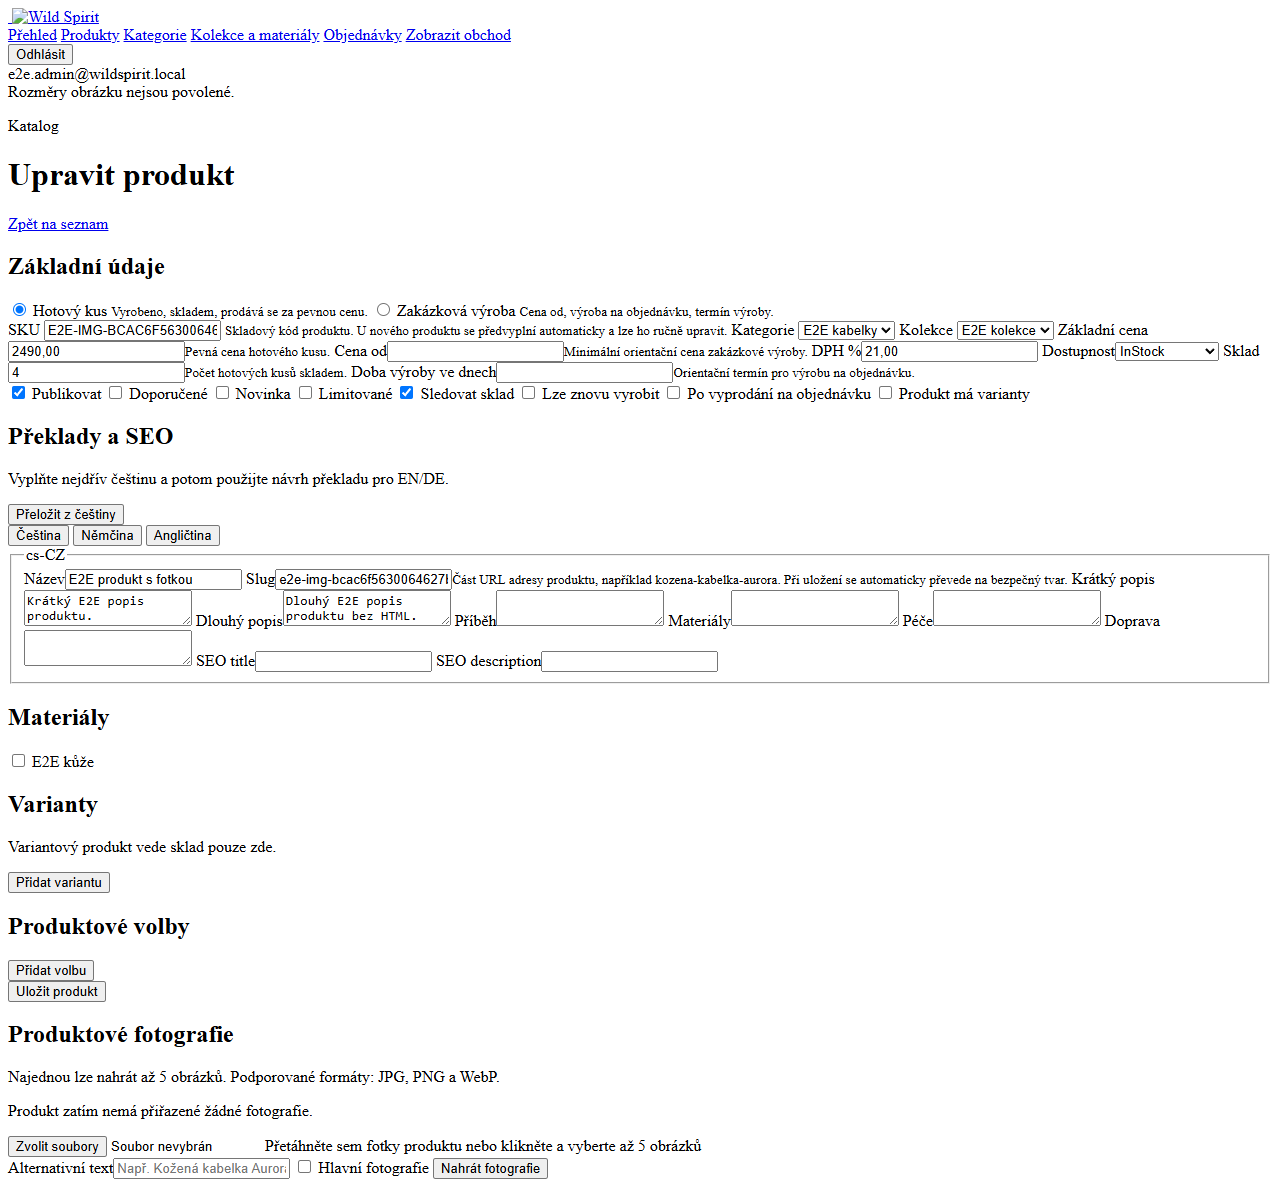 Wild Spirit
Přehled Produkty Kategorie Kolekce a materiály Objednávky Zobrazit obchod
Odhlásit
e2e.admin@wildspirit.local
Rozměry obrázku nejsou povolené.
Katalog
Upravit produkt
Zpět na seznam
Základní údaje
Hotový kus Vyrobeno, skladem, prodává se za pevnou cenu. Zakázková výroba Cena od, výroba na objednávku, termín výroby.
SKU E2E-IMG-BCAC6F56300646 Skladový kód produktu. U nového produktu se předvyplní automaticky a lze ho ručně upravit. Kategorie E2E kabelky Kolekce E2E kolekce Základní cena
2490,00 Pevná cena hotového kusu. Cena od Minimální orientační cena zakázkové výroby. DPH % 21,00 Dostupnost InStock Sklad
4 Počet hotových kusů skladem. Doba výroby ve dnech Orientační termín pro výrobu na objednávku.
Publikovat Doporučené Novinka Limitované Sledovat sklad Lze znovu vyrobit Po vyprodání na objednávku Produkt má varianty
Překlady a SEO
Vyplňte nejdřív češtinu a potom použijte návrh překladu pro EN/DE.
Přeložit z češtiny
Čeština Němčina Angličtina
cs-CZ
Název E2E produkt s fotkou Slug e2e-img-bcac6f5630064627 Část URL adresy produktu, například kozena-kabelka-aurora. Při uložení se automaticky převede na bezpečný tvar. Krátký popis
Krátký E2E popis
produktu. Dlouhý popis Dlouhý E2E popis
produktu bez HTML. Příběh Materiály Péče Doprava
SEO title SEO description
Materiály
E2E kůže
Varianty
Variantový produkt vede sklad pouze zde.
Přidat variantu
Produktové volby
Přidat volbu
Uložit produkt
Produktové fotografie
Najednou lze nahrát až 5 obrázků. Podporované formáty: JPG, PNG a WebP.
Produkt zatím nemá přiřazené žádné fotografie.
Zvolit soubory Soubor nevybrán Přetáhněte sem fotky produktu nebo klikněte a vyberte až 5 obrázků
Alternativní text Např. Kožená kabelka Aurora Hlavní fotografie Nahrát fotografie